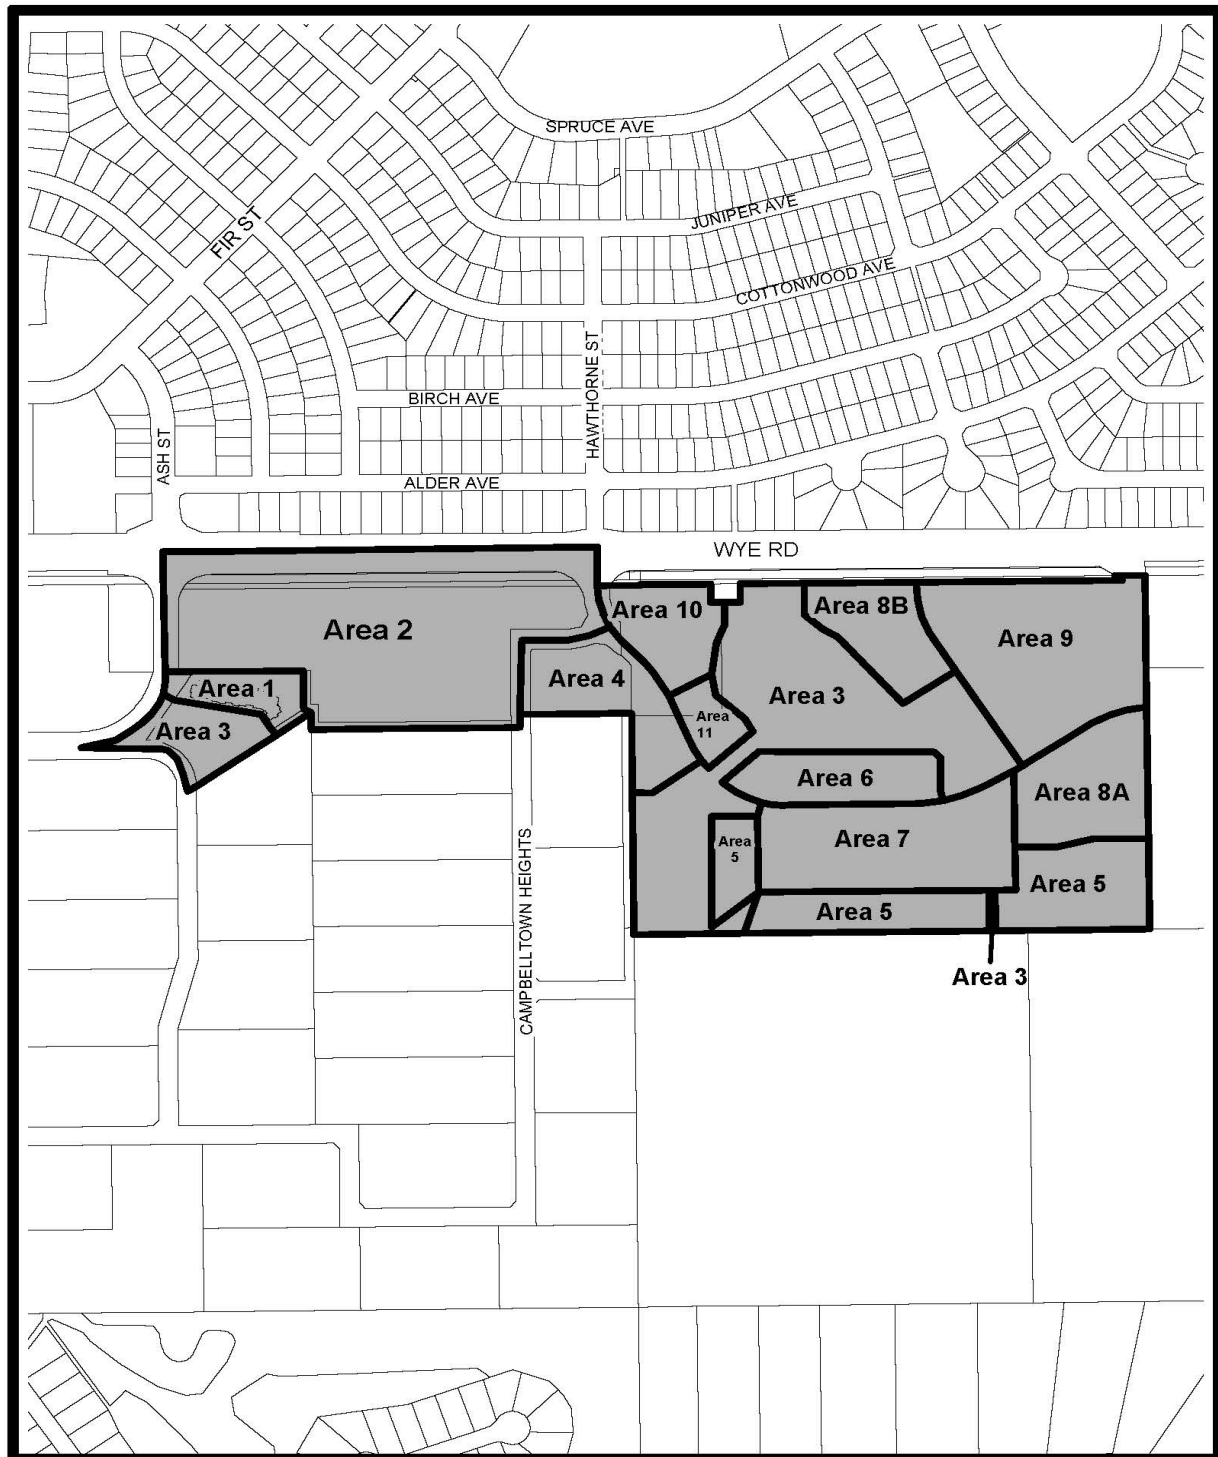 SPRUCE AVE
JUNIPER AVE
FIR ST
COTTONWOOD AVE
HAWTHORNE ST
BIRCH AVE
ASH ST
ALDER AVE
WYE RD
Area 10
Area 8B
Area 2
Area 9
Area 4
Area 1
Area 3
Area
11
Area 3
Area 6
Area 8A
Area 7
Area
5
Area 5
Area 5
CAMPBELLTOWN HEIGHTS
Area 3